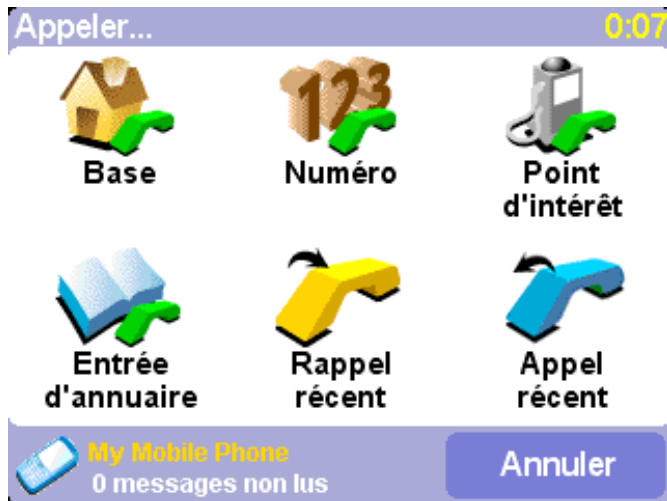 Appeler...
0:07
Base
Numéro
Point
d'intérêt
Entrée
d'annuaire
Rappel
récent
Appel
récent
My Mobile Phone
0 messages non lus
Annuler